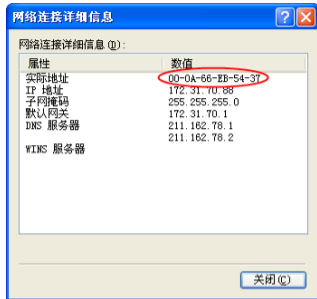 网络连接详细信息
网络连接详细信息(D):
属性 数值
实际地址 00-0A-66-EB-54-37
IP 地址 172.31.70.88
子网掩码 255.255.255.0
默认网关 172.31.70.1
DNS 服务器 211.162.78.1
211.162.78.2
WINS 服务器
关闭(C)